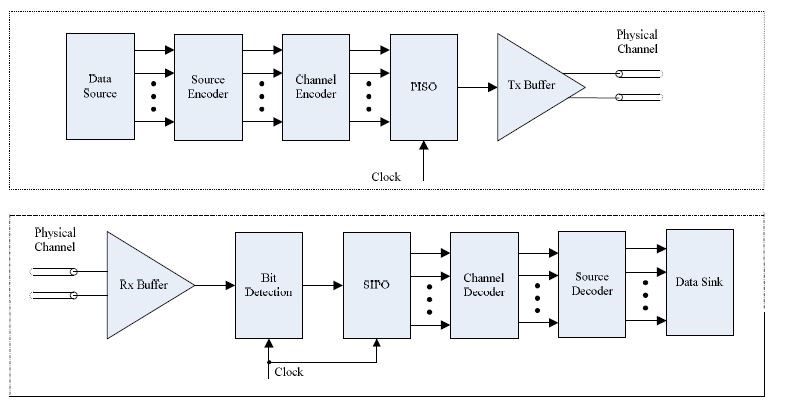 Physical
Channel
Data
Source
Source
Encoder
Channel
Encoder
PISO
Tx Buffer
Clock
Physical
Channel
Rx Buffer
Bit
Detection
SIPO
Channel
Decoder
Source
Decoder
Data Sink
Clock